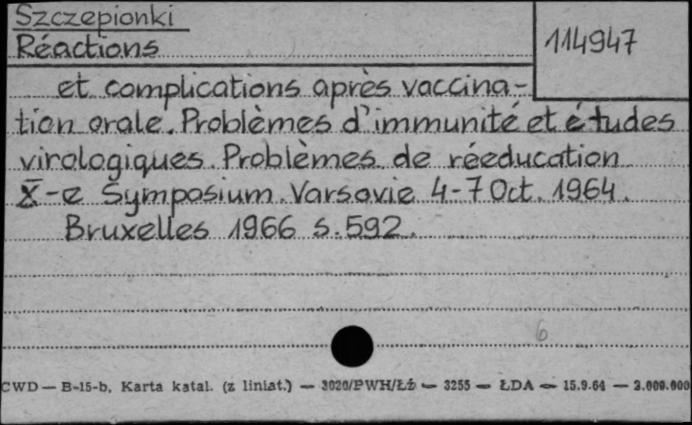 Szczepionki
114947
Réactions
et complications après vaccina-
tion orale. Problèmes d'immunité et études
virologiques. Problèmes de réeducation
X-e Symposium. Varsovie 4-7 Oct. 1964.
Bruxelles 1966 s. 592.
6
CWD — B-15-b, Karta katal. (z liniat.) — 3020/PWH/Łż — 3255 — ŁDA — 15.9.64 — 2.000.000